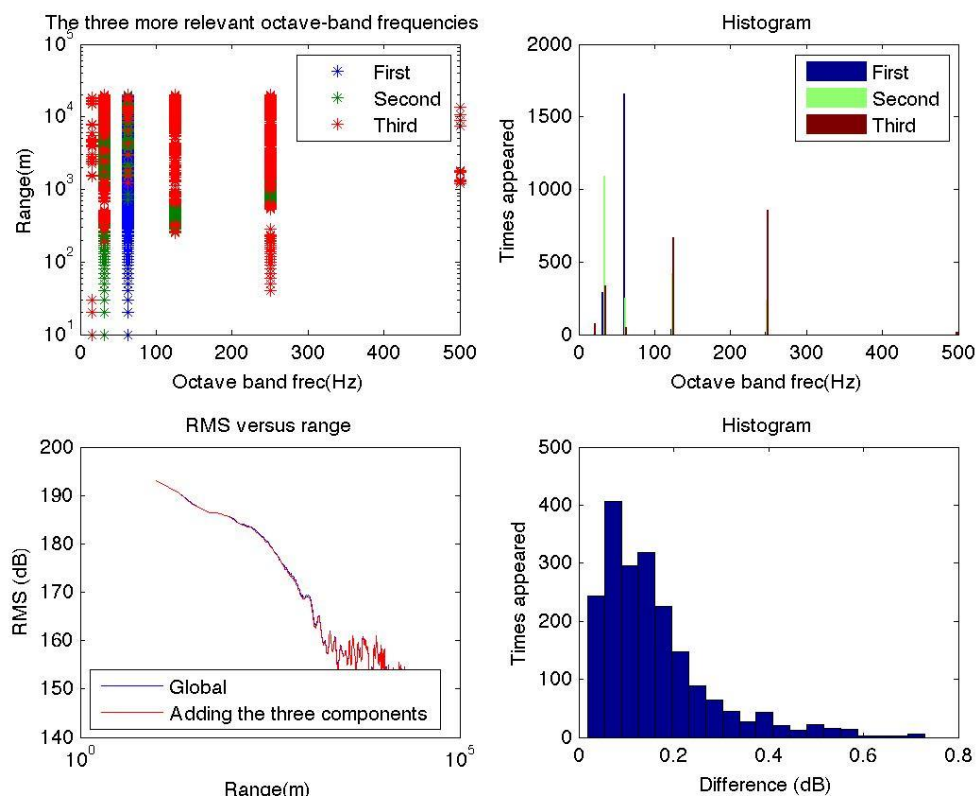 The three more relevant octave-band frequencies
10^5
10^4
10^3
10^2
10^1
Range(m)
First
Second
Third
0 100 200 300 400 500
Octave band frec(Hz)
Histogram
2000
1500
1000
500
0
Times appeared
First
Second
Third
0 100 200 300 400 500
Octave band frec(Hz)
RMS versus range
200
190
180
170
160
150
140
RMS (dB)
Global
Adding the three components
10^0 10^5
Range(m)
Histogram
500
400
300
200
100
0
Times appeared
0 0.2 0.4 0.6 0.8
Difference (dB)